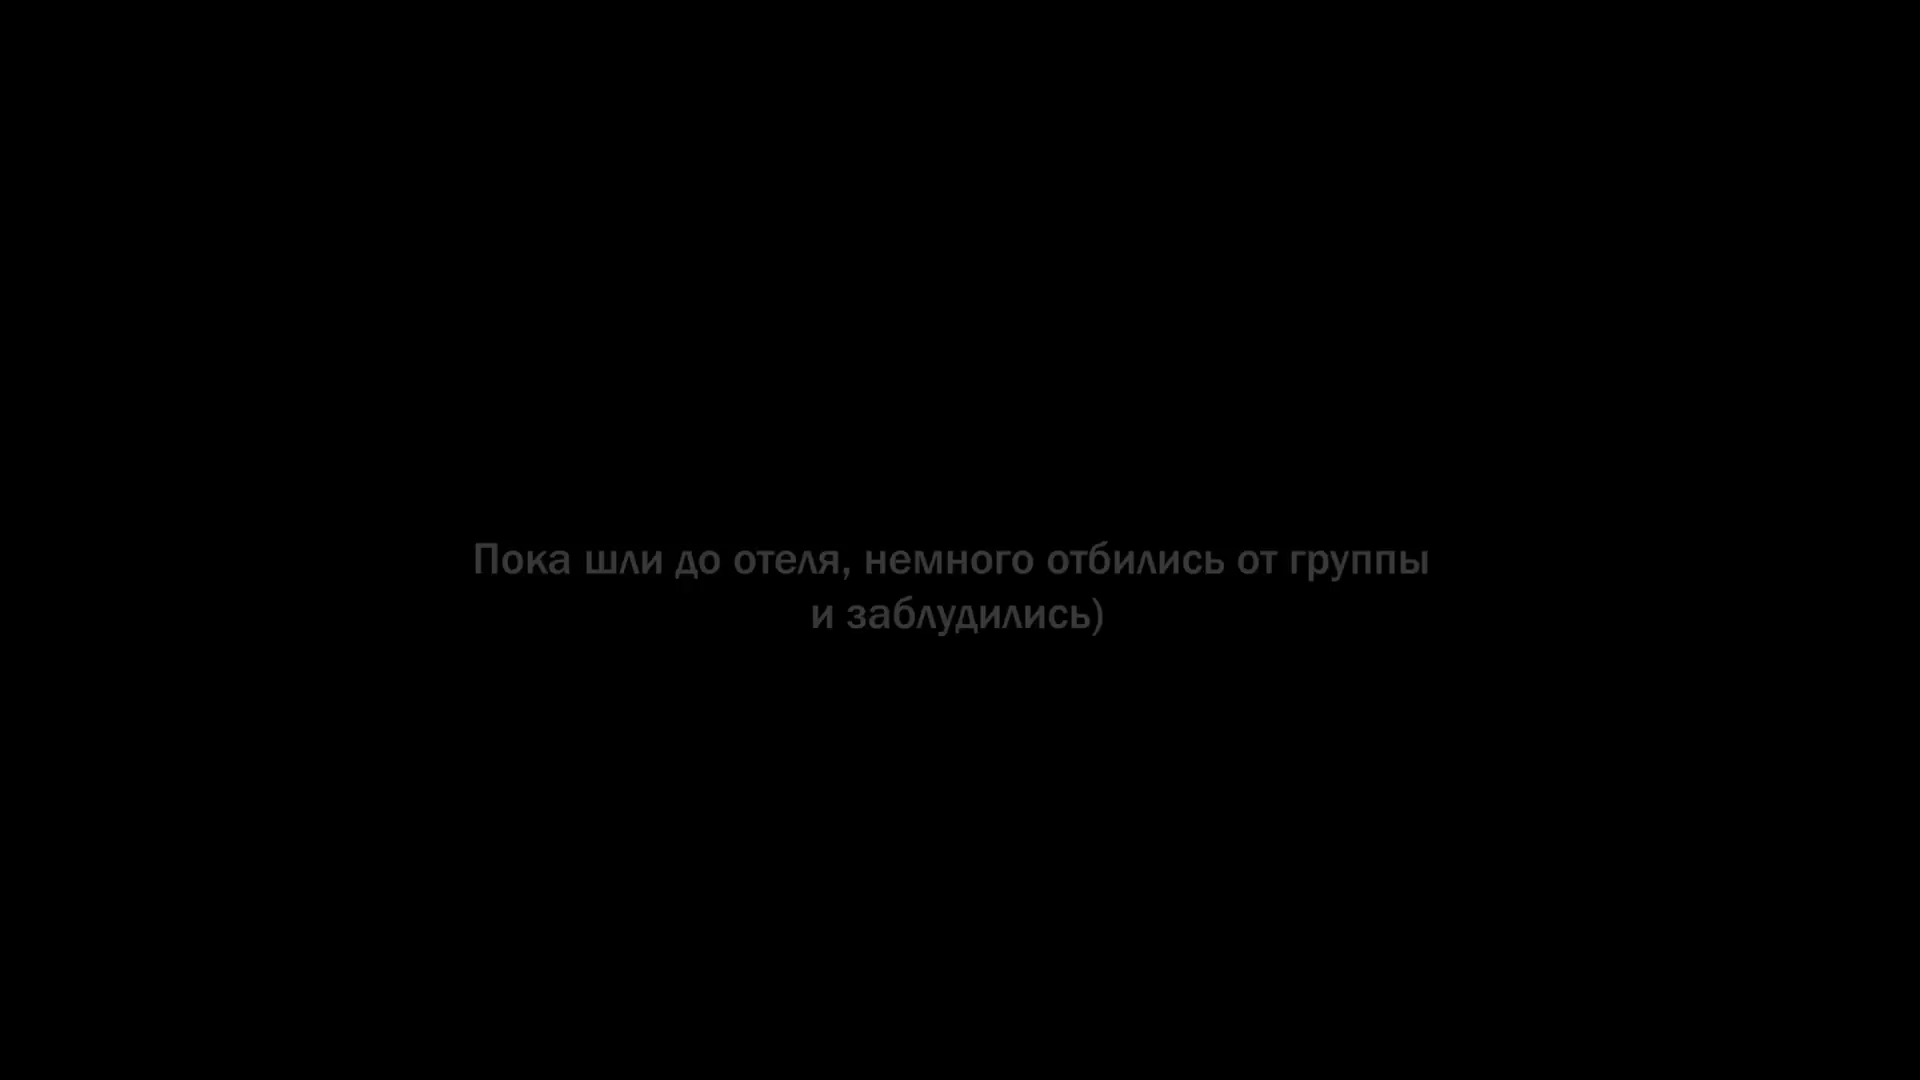 Пока шли до отеля, немного отбились от группы
и заблудились)